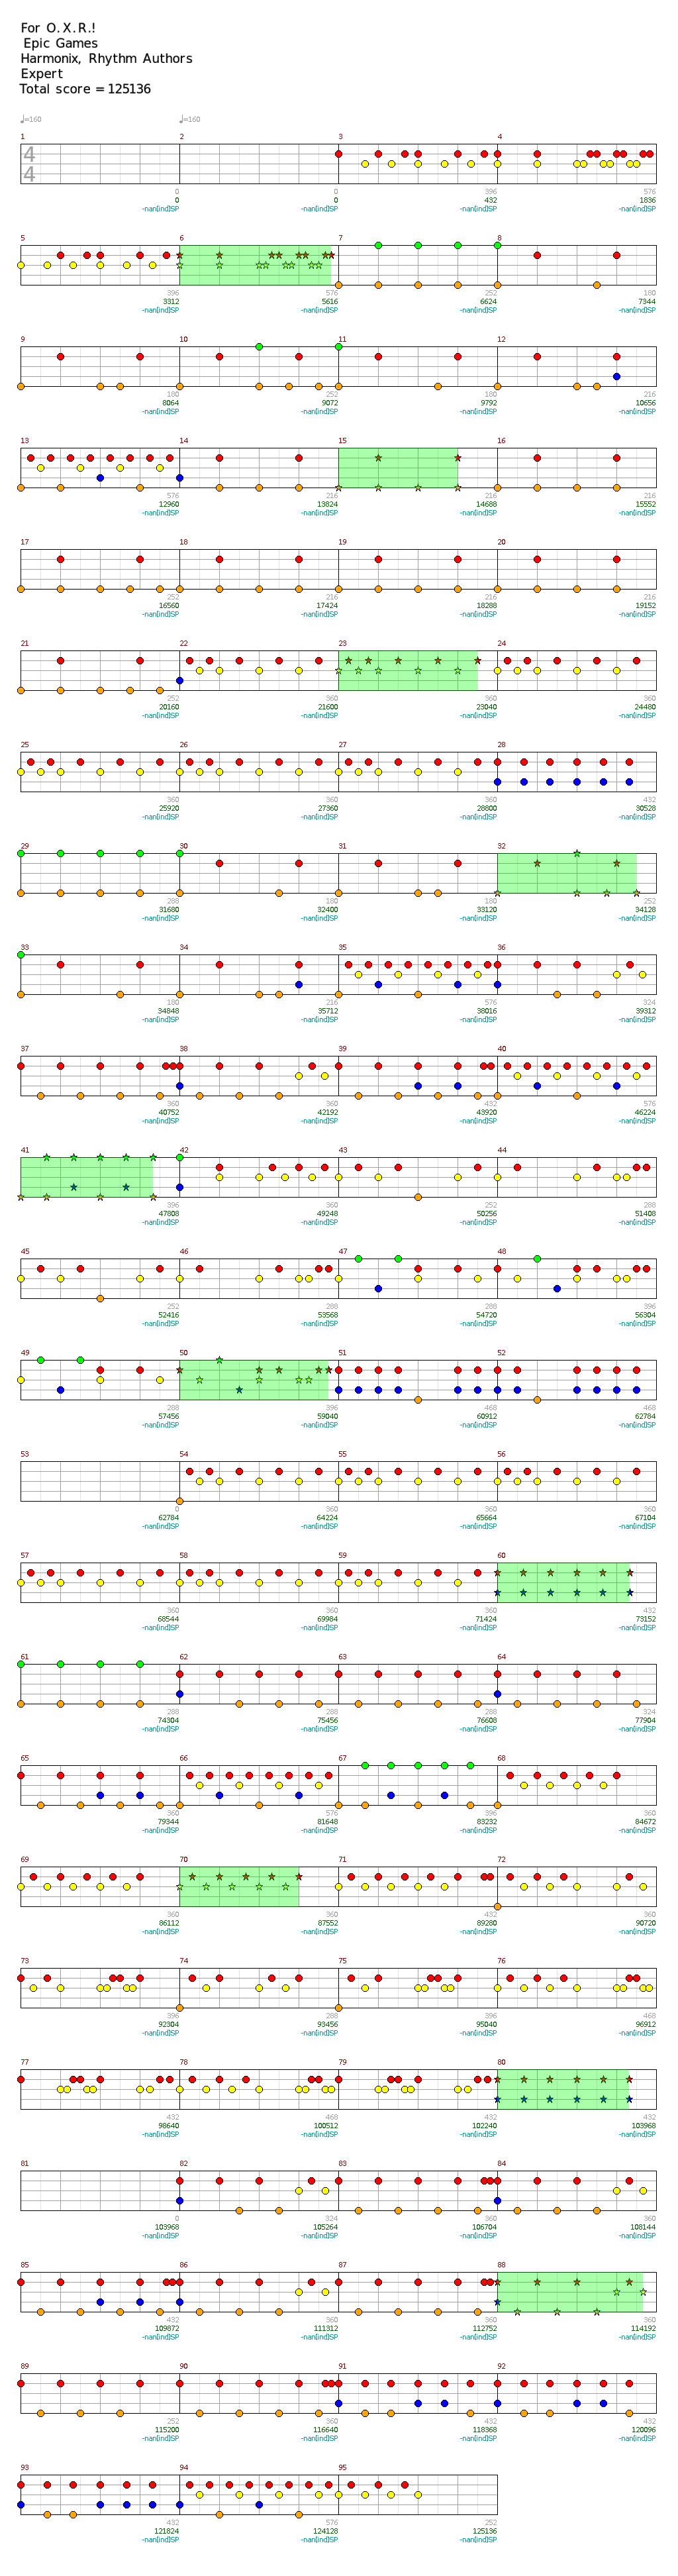 For O.X.R.!
Epic Games
Harmonix, Rhythm Authors
Expert
Total score = 125136
♩=160 ♩=160
1 2 3 4
4
4
0 0 396 576
0 0 432 1836
-nan[ind]SP -nan[ind]SP -nan[ind]SP -nan[ind]SP
5 6 7 8
396 576 252 180
3312 5616 6624 7344
-nan[ind]SP -nan[ind]SP -nan[ind]SP -nan[ind]SP
9 10 11 12
180 252 180 216
8064 9072 9792 10656
-nan[ind]SP -nan[ind]SP -nan[ind]SP -nan[ind]SP
13 14 15 16
576 216 216 216
12960 13824 14688 15552
-nan[ind]SP -nan[ind]SP -nan[ind]SP -nan[ind]SP
17 18 19 20
252 216 216 216
16560 17424 18288 19152
-nan[ind]SP -nan[ind]SP -nan[ind]SP -nan[ind]SP
21 22 23 24
252 360 360 360
20160 21600 23040 24480
-nan[ind]SP -nan[ind]SP -nan[ind]SP -nan[ind]SP
25 26 27 28
360 360 360 432
25920 27360 28800 30528
-nan[ind]SP -nan[ind]SP -nan[ind]SP -nan[ind]SP
29 30 31 32
288 180 180 252
31680 32400 33120 34128
-nan[ind]SP -nan[ind]SP -nan[ind]SP -nan[ind]SP
33 34 35 36
180 216 576 324
34848 35712 38016 39312
-nan[ind]SP -nan[ind]SP -nan[ind]SP -nan[ind]SP
37 38 39 40
360 360 432 576
40752 42192 43920 46224
-nan[ind]SP -nan[ind]SP -nan[ind]SP -nan[ind]SP
41 42 43 44
396 360 252 288
47808 49248 50256 51408
-nan[ind]SP -nan[ind]SP -nan[ind]SP -nan[ind]SP
45 46 47 48
252 288 288 396
52416 53568 54720 56304
-nan[ind]SP -nan[ind]SP -nan[ind]SP -nan[ind]SP
49 50 51 52
288 396 468 468
57456 59040 60912 62784
-nan[ind]SP -nan[ind]SP -nan[ind]SP -nan[ind]SP
53 54 55 56
0 360 360 360
62784 64224 65664 67104
-nan[ind]SP -nan[ind]SP -nan[ind]SP -nan[ind]SP
57 58 59 60
360 360 360 432
68544 69984 71424 73152
-nan[ind]SP -nan[ind]SP -nan[ind]SP -nan[ind]SP
61 62 63 64
288 288 288 324
74304 75456 76608 77904
-nan[ind]SP -nan[ind]SP -nan[ind]SP -nan[ind]SP
65 66 67 68
360 576 396 360
79344 81648 83232 84672
-nan[ind]SP -nan[ind]SP -nan[ind]SP -nan[ind]SP
69 70 71 72
360 360 432 360
86112 87552 89280 90720
-nan[ind]SP -nan[ind]SP -nan[ind]SP -nan[ind]SP
73 74 75 76
396 288 396 468
92304 93456 95040 96912
-nan[ind]SP -nan[ind]SP -nan[ind]SP -nan[ind]SP
77 78 79 80
432 468 432 432
98640 100512 102240 103968
-nan[ind]SP -nan[ind]SP -nan[ind]SP -nan[ind]SP
81 82 83 84
0 324 360 360
103968 105264 106704 108144
-nan[ind]SP -nan[ind]SP -nan[ind]SP -nan[ind]SP
85 86 87 88
432 360 360 360
109872 111312 112752 114192
-nan[ind]SP -nan[ind]SP -nan[ind]SP -nan[ind]SP
89 90 91 92
252 360 432 432
115200 116640 118368 120096
-nan[ind]SP -nan[ind]SP -nan[ind]SP -nan[ind]SP
93 94 95
432 576 252
121824 124128 125136
-nan[ind]SP -nan[ind]SP -nan[ind]SP